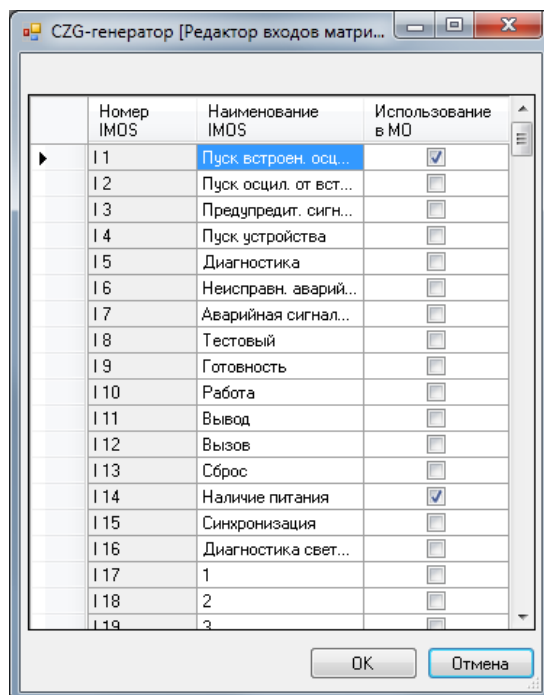 CZG-генератор [Редактор входов матри...
Номер IMOS Наименование IMOS Использование в МО
I 1 Пуск встроен. осц...
I 2 Пуск осцил. от вст...
I 3 Предупредит. сигн...
I 4 Пуск устройства
I 5 Диагностика
I 6 Неисправн. аварий...
I 7 Аварийная сигнал...
I 8 Тестовый
I 9 Готовность
I 10 Работа
I 11 Вывод
I 12 Вызов
I 13 Сброс
I 14 Наличие питания
I 15 Синхронизация
I 16 Диагностика свет...
I 17 1
I 18 2
I 19 3
OK Отмена